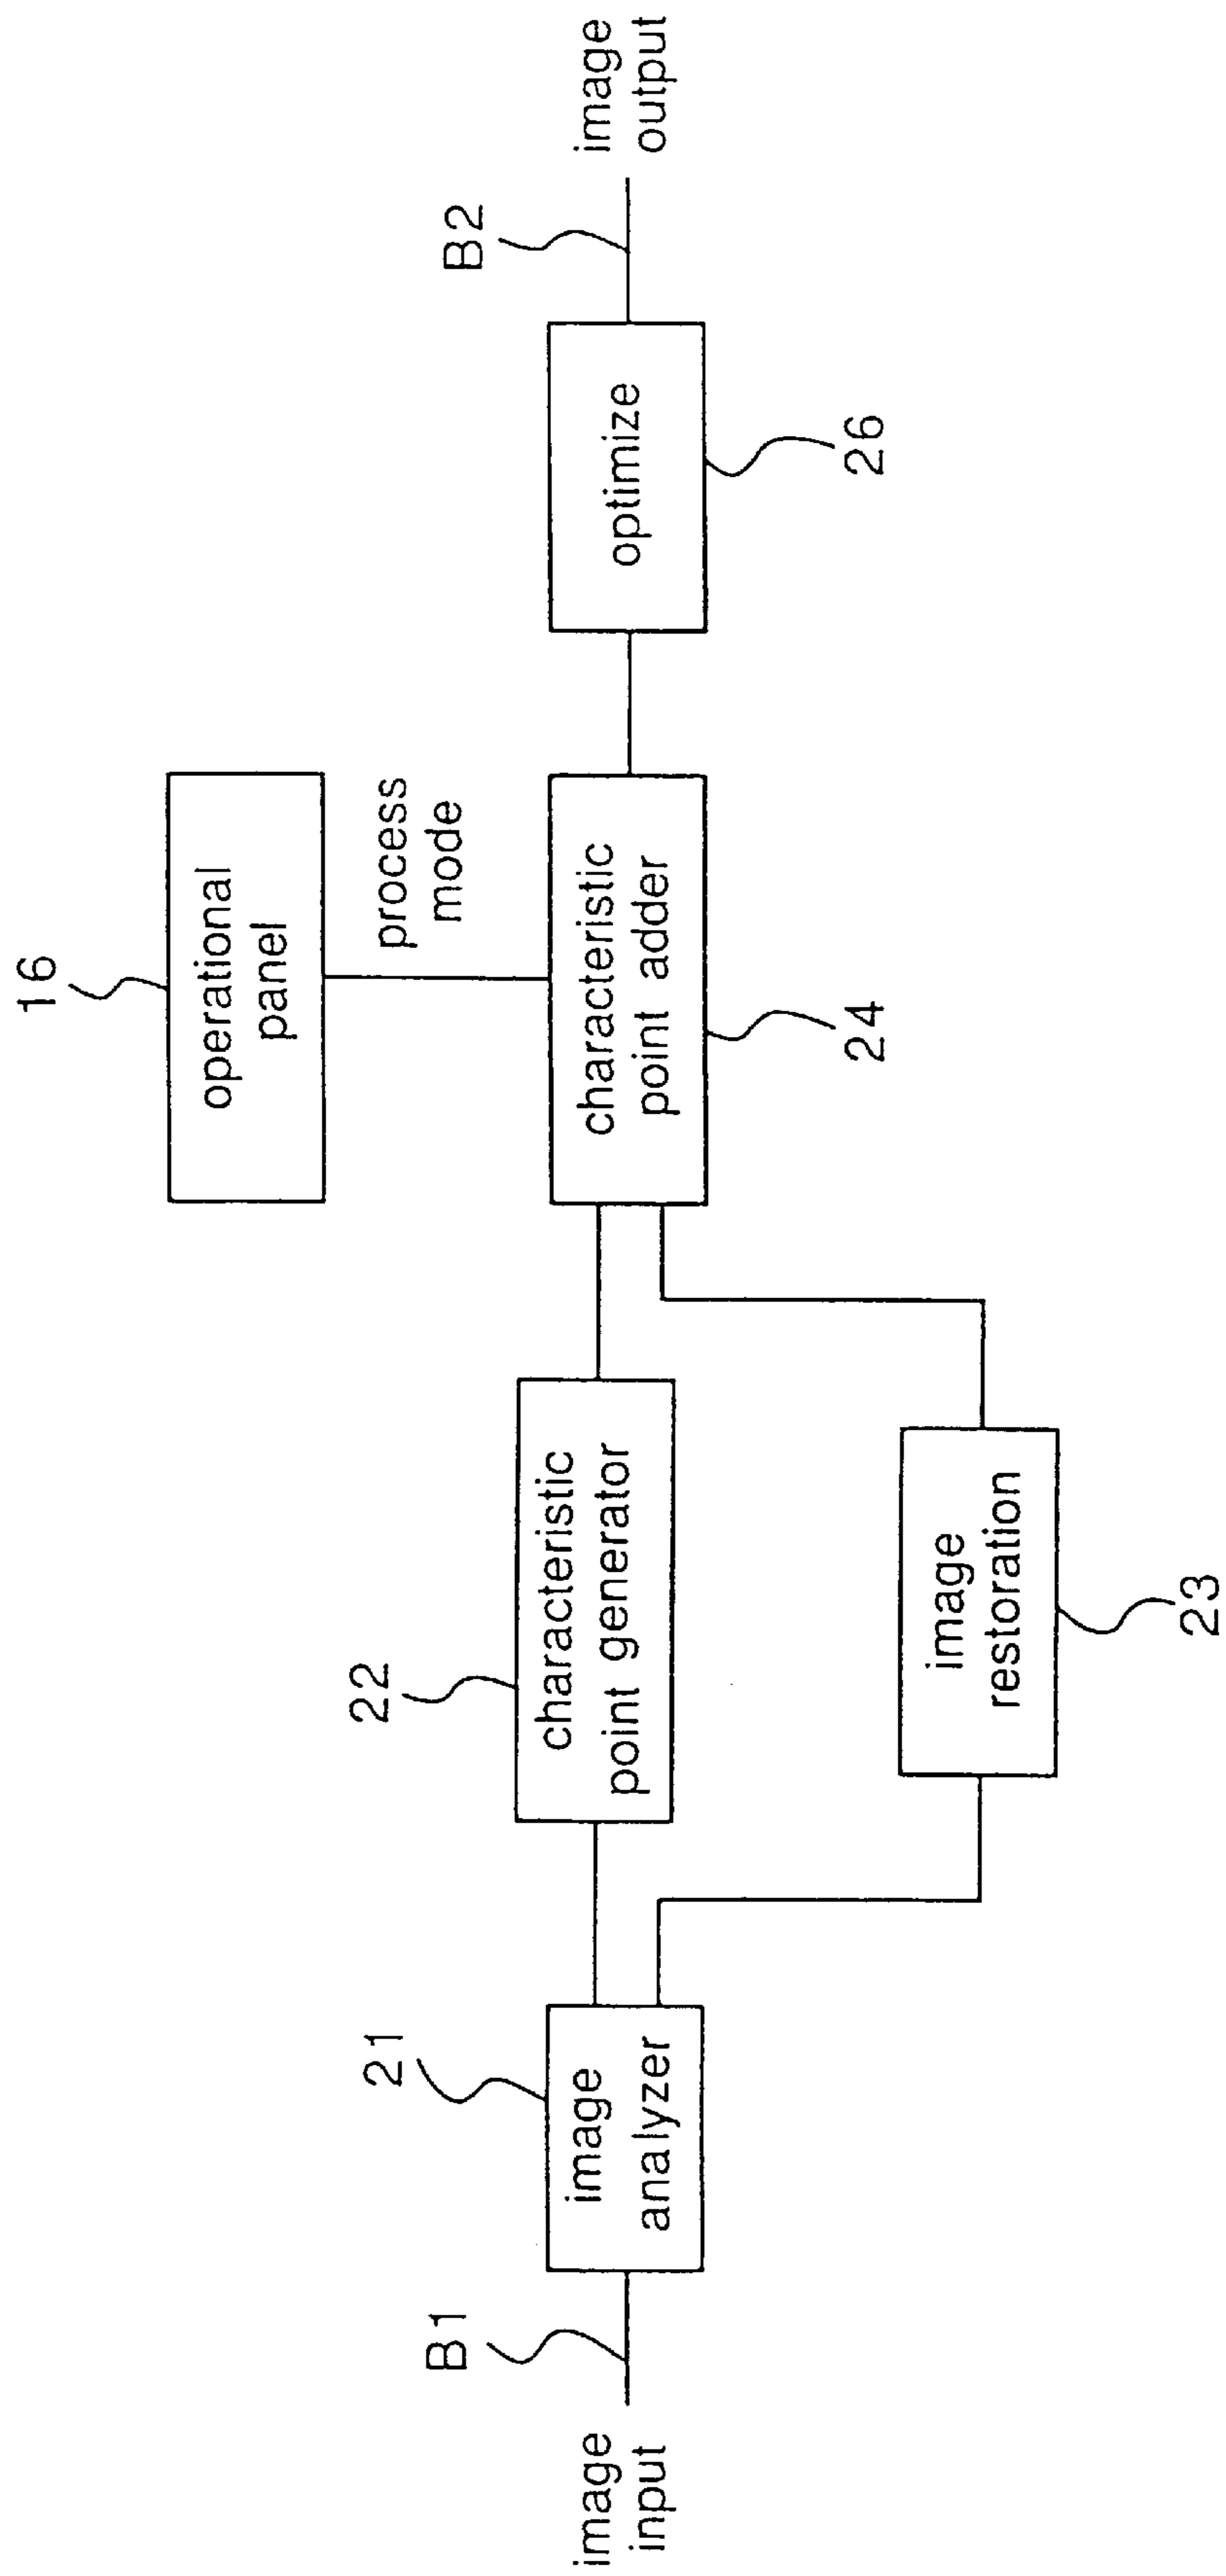 16
operational
panel
process
mode
B1
image
input
21
image
analyzer
22
characteristic
point generator
image
restoration
23
characteristic
point adder
24
optimize
26
B2
image
output